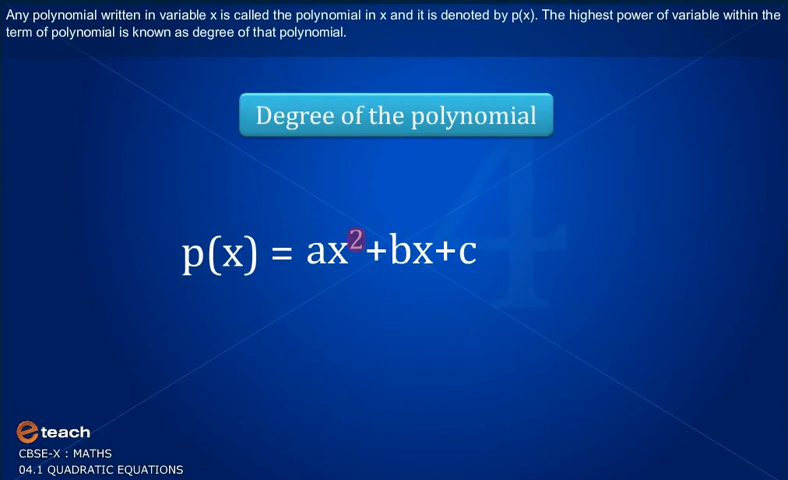 Any polynomial written in variable x is called the polynomial in x and it is denoted by p(x). The highest power of variable within the
term of polynomial is known as degree of that polynomial.
Degree of the polynomial
4
p(x) = ax²+bx+c
e teach
CBSE-X : MATHS
04.1 QUADRATIC EQUATIONS